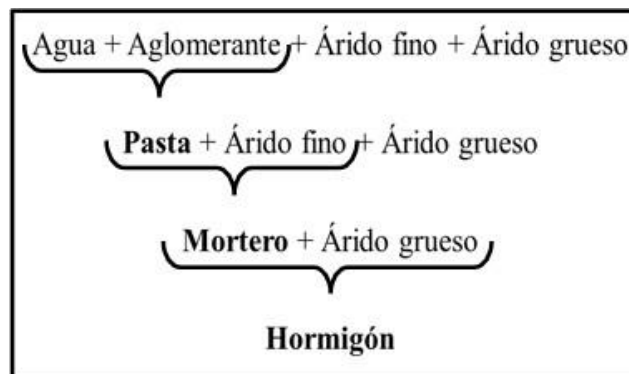 Agua + Aglomerante + Árido fino + Árido grueso
Pasta + Árido fino + Árido grueso
Mortero + Árido grueso
Hormigón